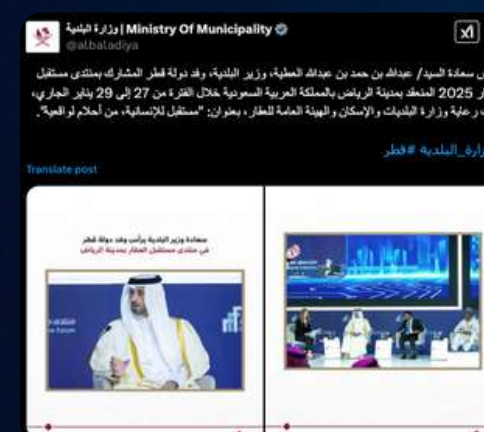 وزارة البلدية | Ministry Of Municipality
@albaladiya
سعادة السيد/ عبدالله بن حمد بن عبدالله العطية، وزير البلدية، وفد دولة قطر المشارك بمنتدى مستقبل
2025 المنعقد بمدينة الرياض بالمملكة العربية السعودية خلال الفترة من 27 إلى 29 يناير الجاري،
رعاية وزارة البلديات والإسكان والهيئة العامة للعقار، بعنوان: "مستقبل للإنسانية، من أحلام لواقعية".
#قطر
Translate post
سعادة وزير البلدية يرأس وفد دولة قطر
في منتدى مستقبل العقار بمدينة الرياض